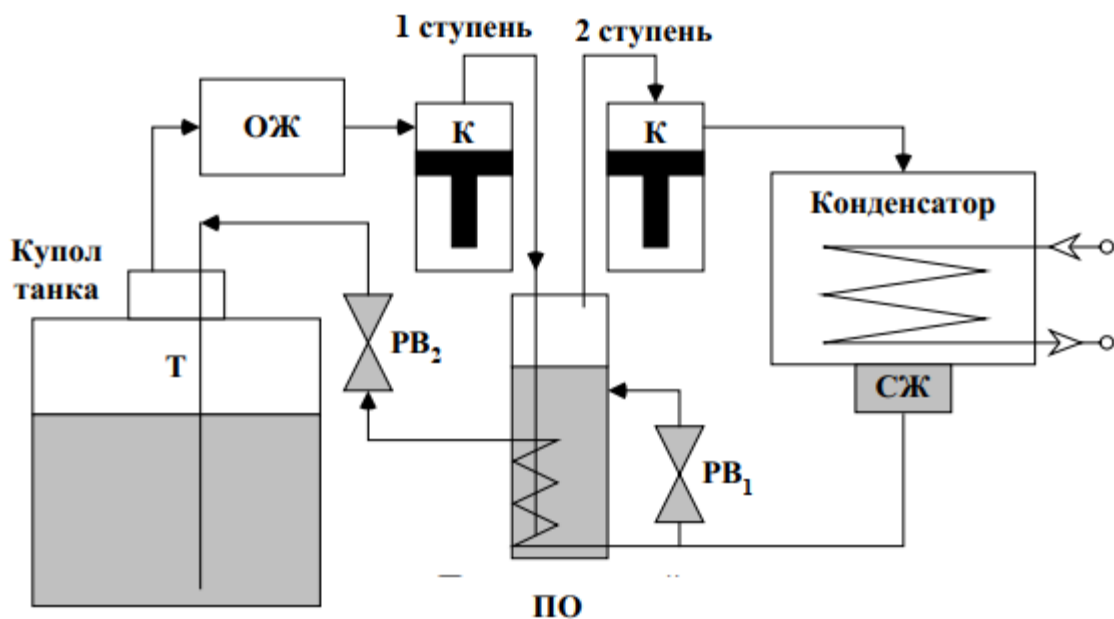 1 ступень
2 ступень
ОЖ
К
К
Конденсатор
Купол
танка
Т
РВ2
СЖ
РВ1
ПО